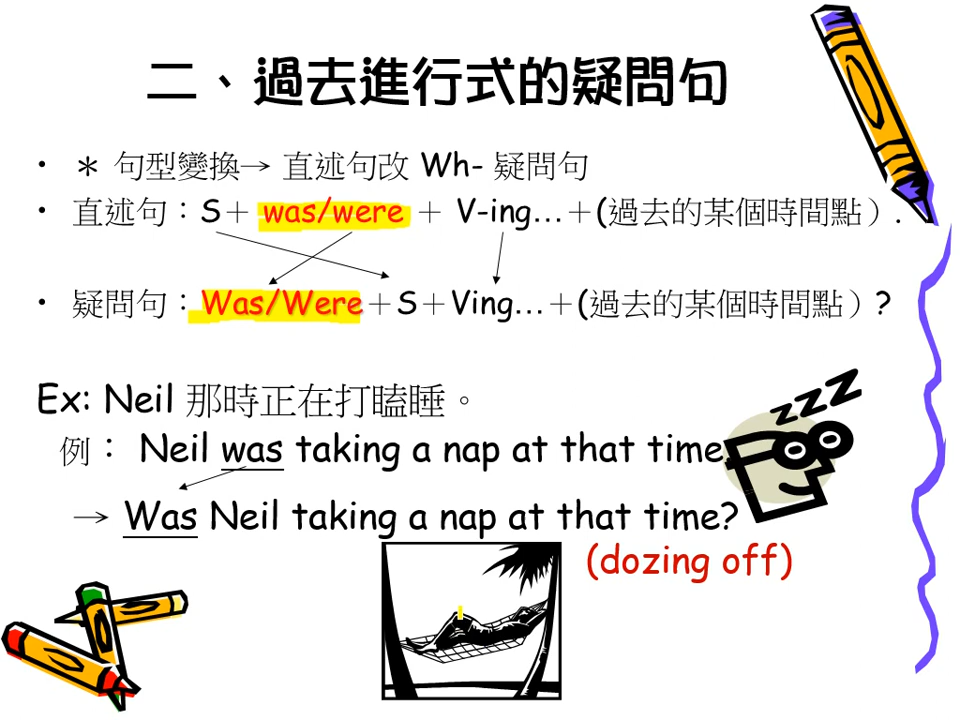 二、過去進行式的疑問句
• ＊ 句型變換→ 直述句改 Wh- 疑問句
• 直述句：S＋ was/were ＋ V-ing…＋(過去的某個時間點）.
• 疑問句：Was/Were＋S＋Ving…＋(過去的某個時間點）?
Ex: Neil 那時正在打瞌睡。
例： Neil was taking a nap at that time.
→ Was Neil taking a nap at that time?
(dozing off)
zzz